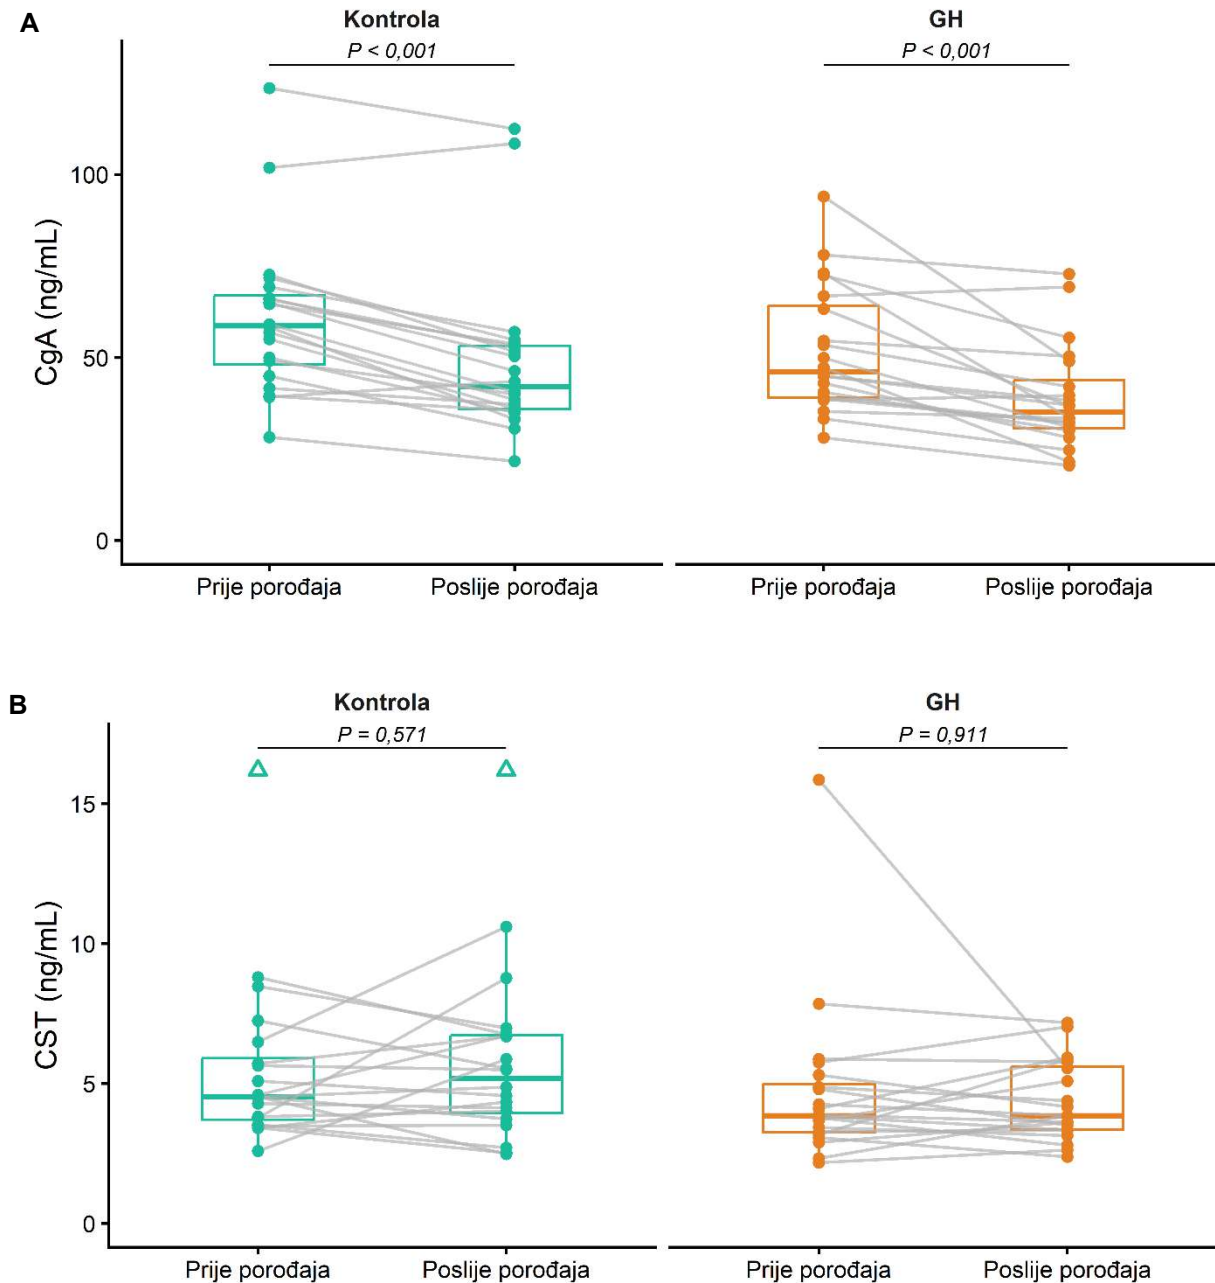 A
Kontrola
GH
P < 0,001
P < 0,001
CgA (ng/mL)
100
50
0
Prije porođaja
Poslije porođaja
Prije porođaja
Poslije porođaja
B
Kontrola
GH
P = 0,571
P = 0,911
CST (ng/mL)
15
10
5
0
Prije porođaja
Poslije porođaja
Prije porođaja
Poslije porođaja